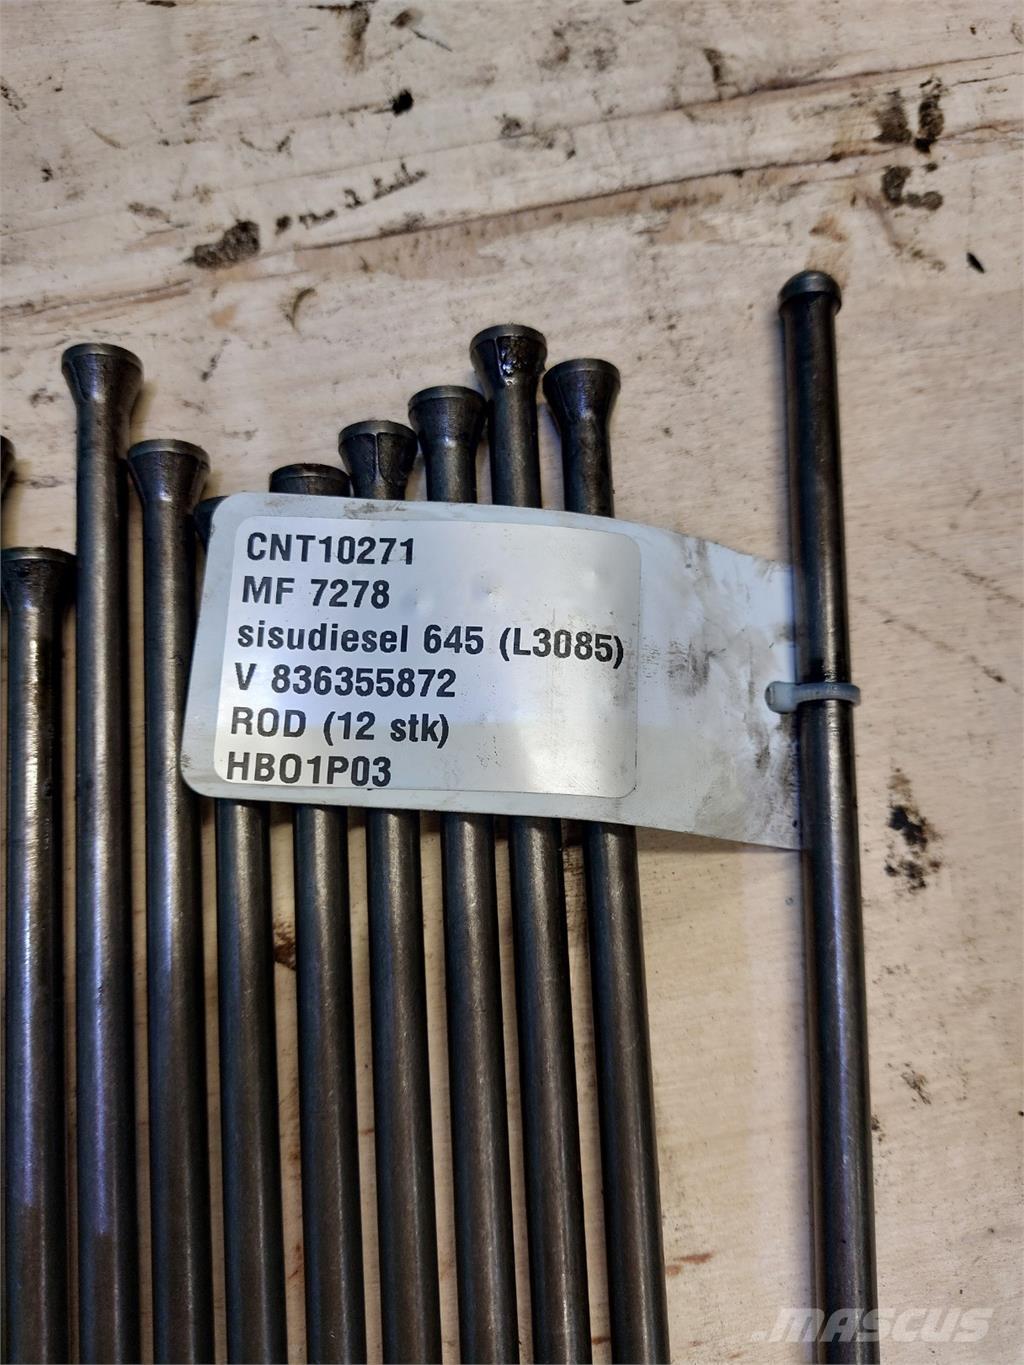 CNT10271
MF 7278
sisudiesel 645 (L3085)
V 836355872
ROD (12 stk)
HBO1P03
MASCUS